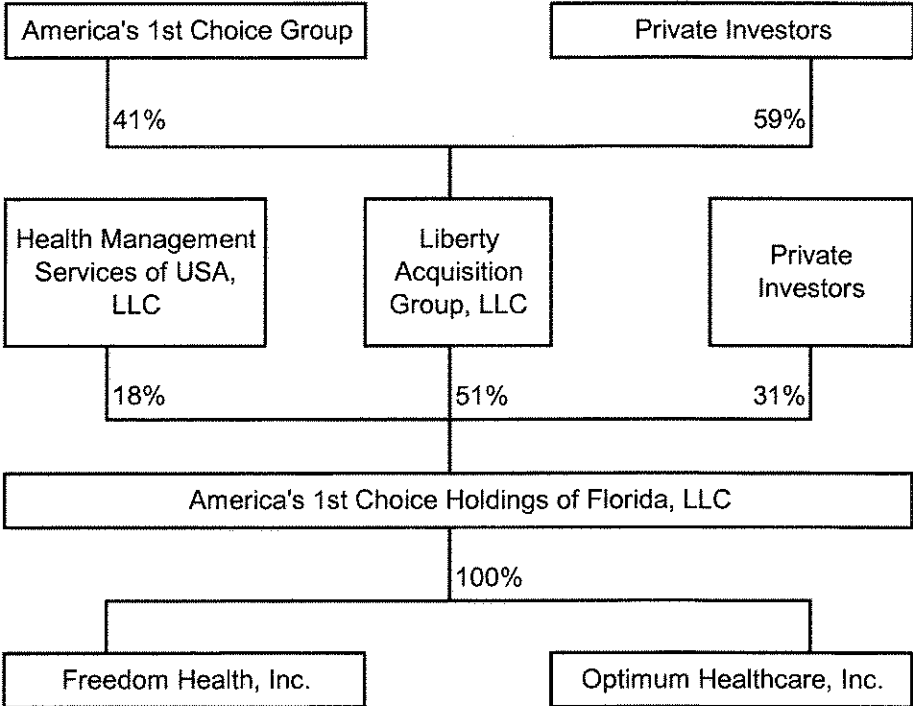 America's 1st Choice Group
Private Investors
41%
59%
Health Management
Services of USA,
LLC
Liberty
Acquisition
Group, LLC
Private
Investors
18%
51%
31%
America's 1st Choice Holdings of Florida, LLC
100%
Freedom Health, Inc.
Optimum Healthcare, Inc.